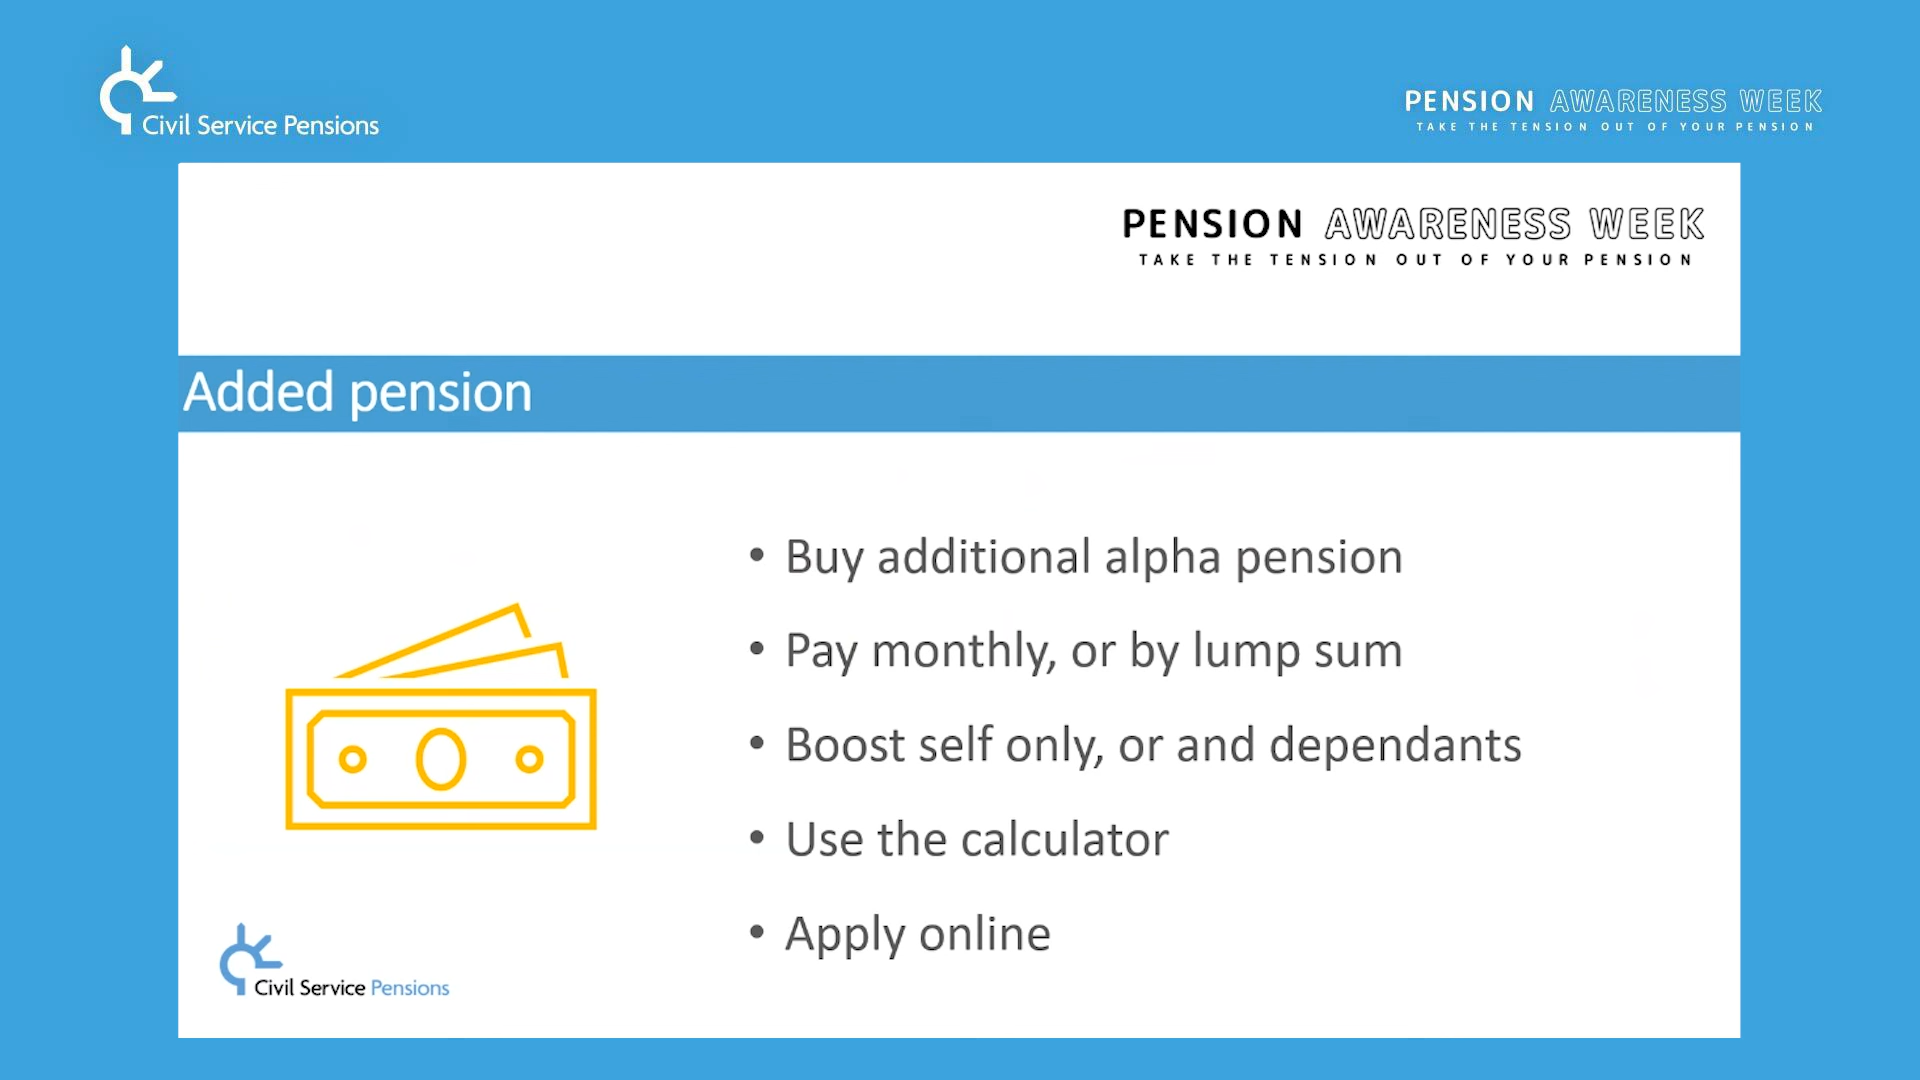 Civil Service Pensions
PENSION AWARENESS WEEK
TAKE THE TENSION OUT OF YOUR PENSION
PENSION AWARENESS WEEK
TAKE THE TENSION OUT OF YOUR PENSION
Added pension
• Buy additional alpha pension
• Pay monthly, or by lump sum
• Boost self only, or and dependants
• Use the calculator
• Apply online
Civil Service Pensions